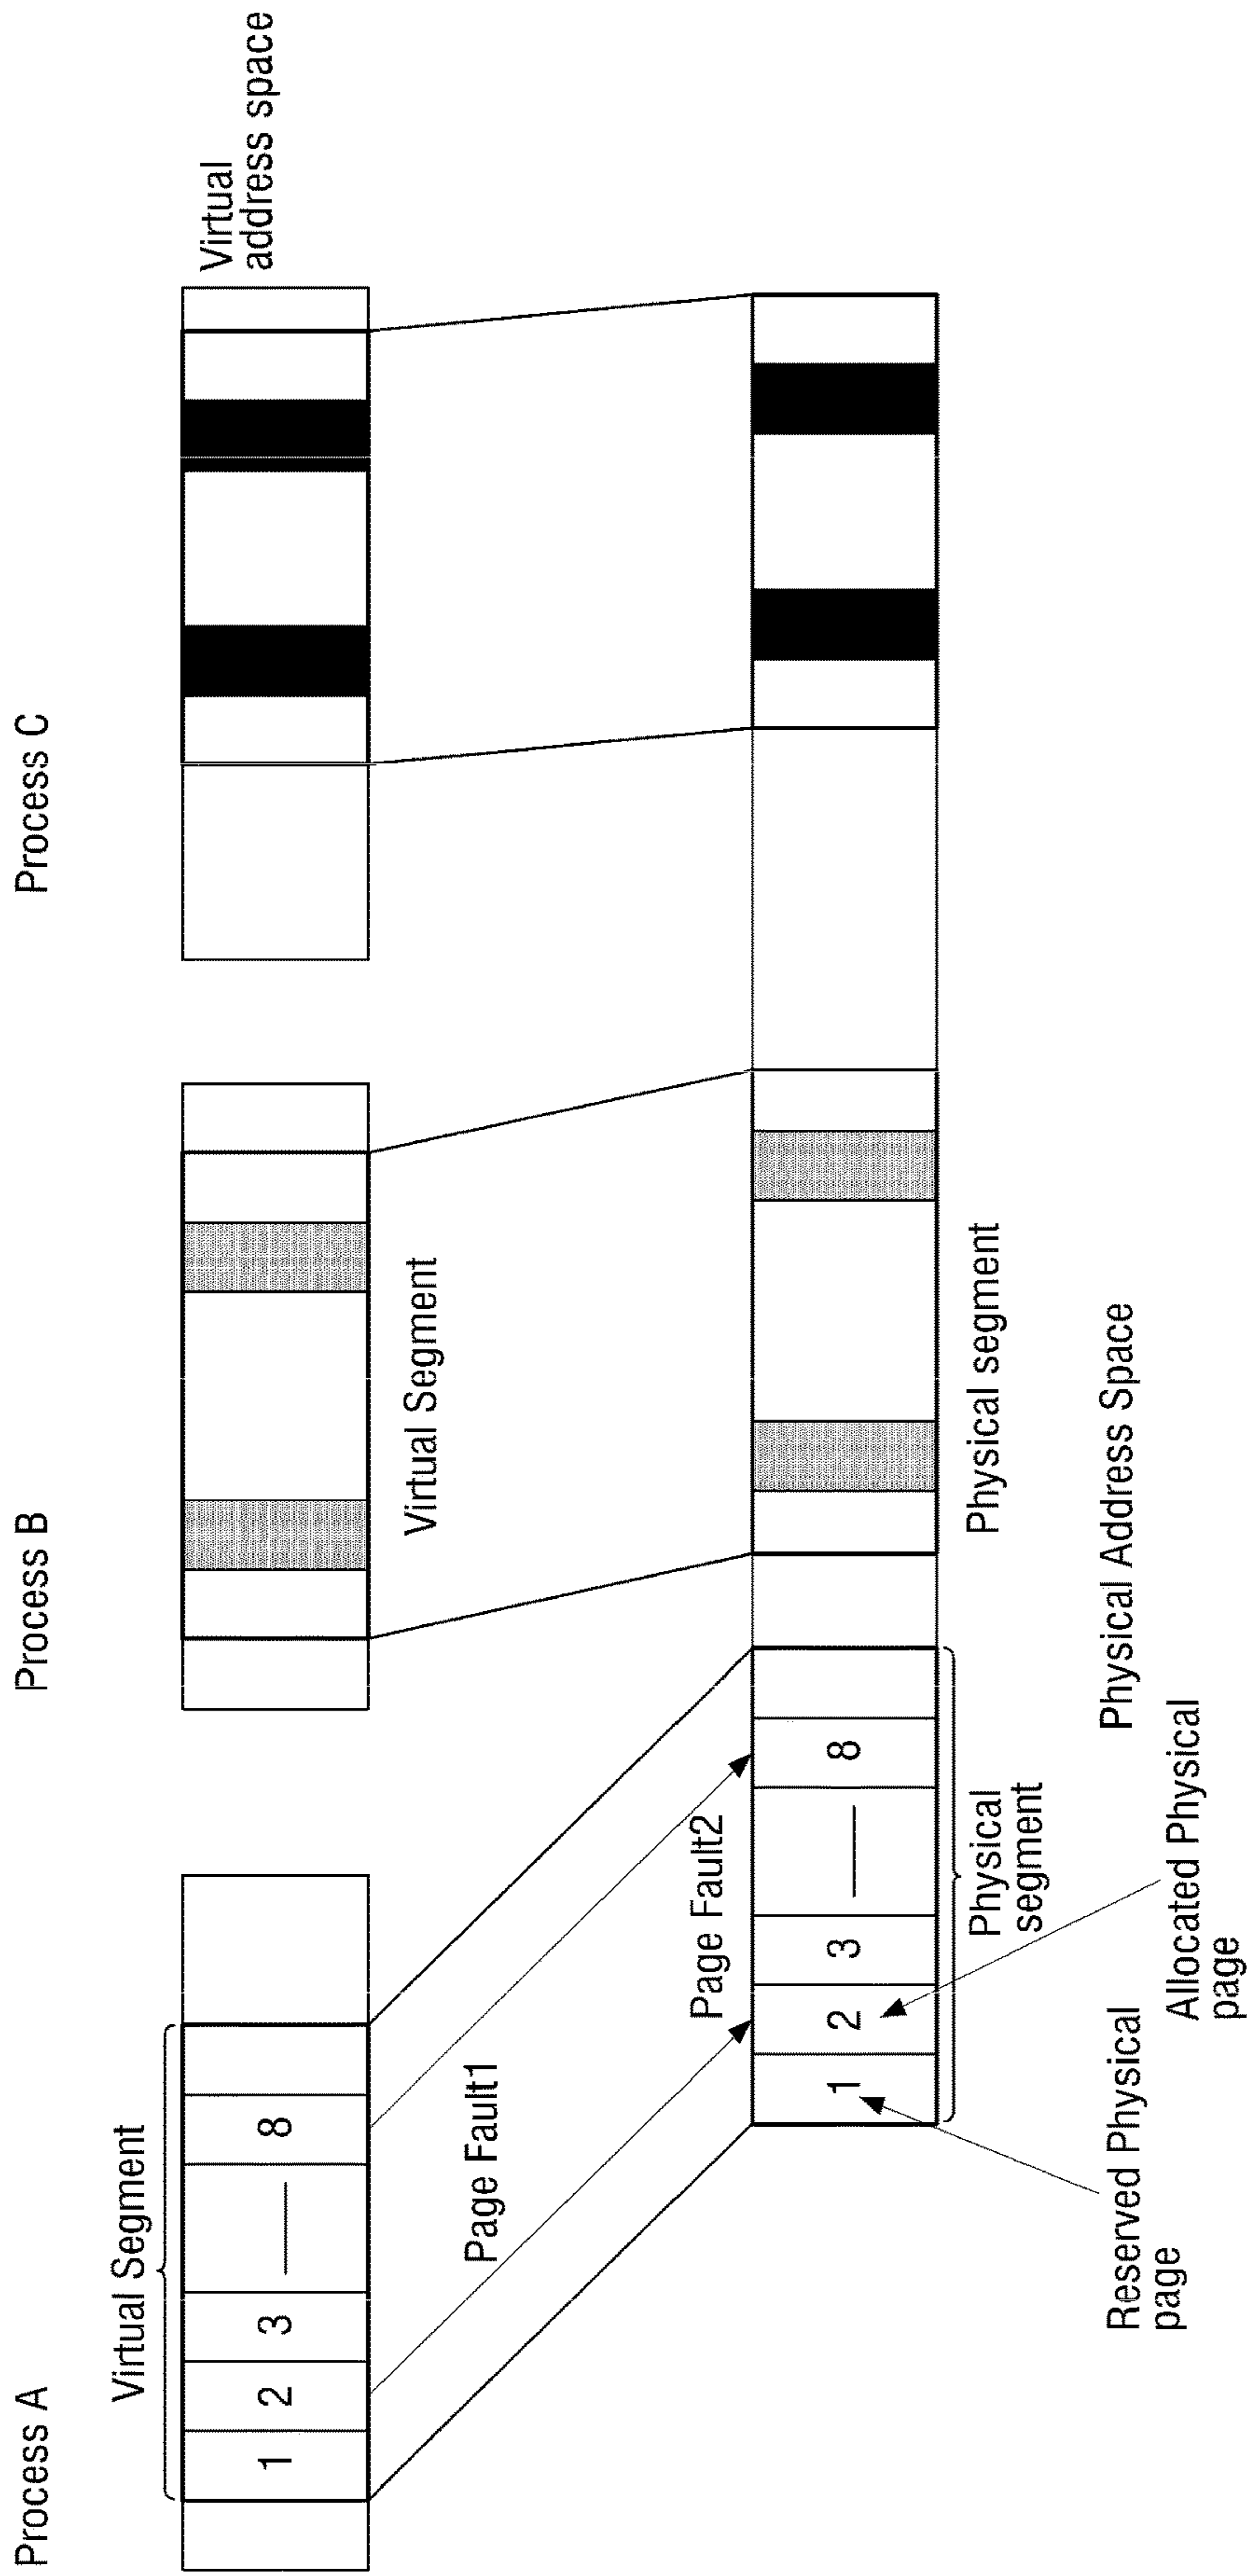 Process A
Process B
Process C
Virtual Segment
Virtual
address space
1
2
3
8
Virtual Segment
Page Fault1
Page Fault2
1
2
3
8
Physical
segment
Physical segment
Physical Address Space
Reserved Physical
page
Allocated Physical
page